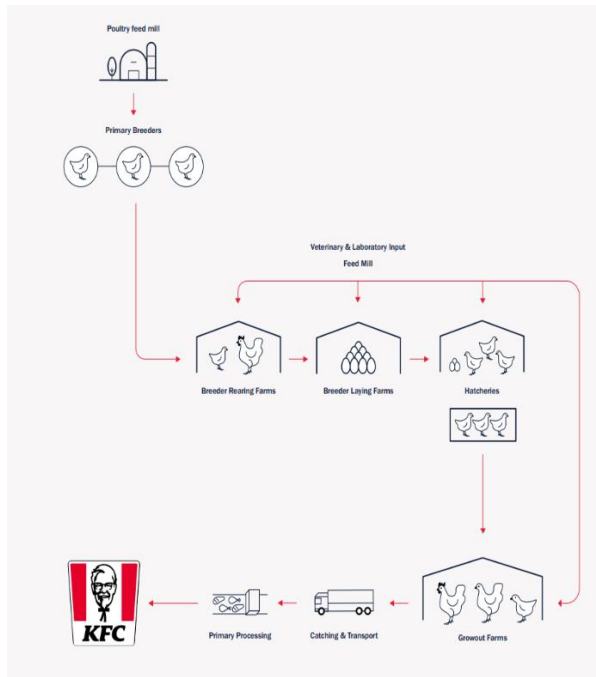 Poultry feed mill
Primary Breeders
Veterinary & Laboratory Input
Feed Mill
Breeder Rearing Farms
Breeder Laying Farms
Hatcheries
KFC
Primary Processing
Catching & Transport
Growout Farms